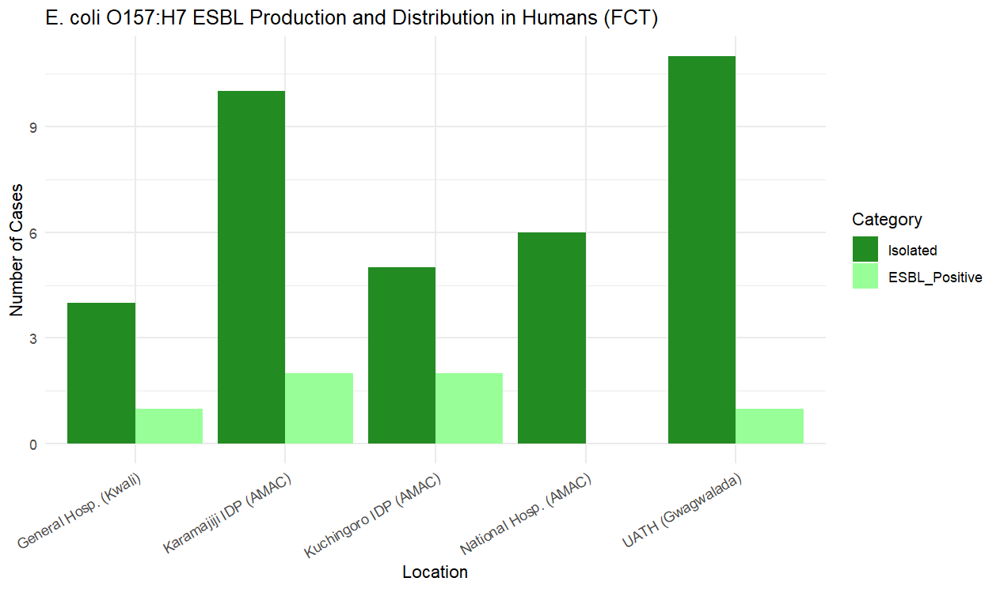 E. coli O157:H7 ESBL Production and Distribution in Humans (FCT)
Number of Cases
9
6
3
0
General Hosp. (Kwali)
Karamajiji IDP (AMAC)
Kuchingoro IDP (AMAC)
National Hosp. (AMAC)
UATH (Gwagwalada)
Location
Category
Isolated
ESBL_Positive